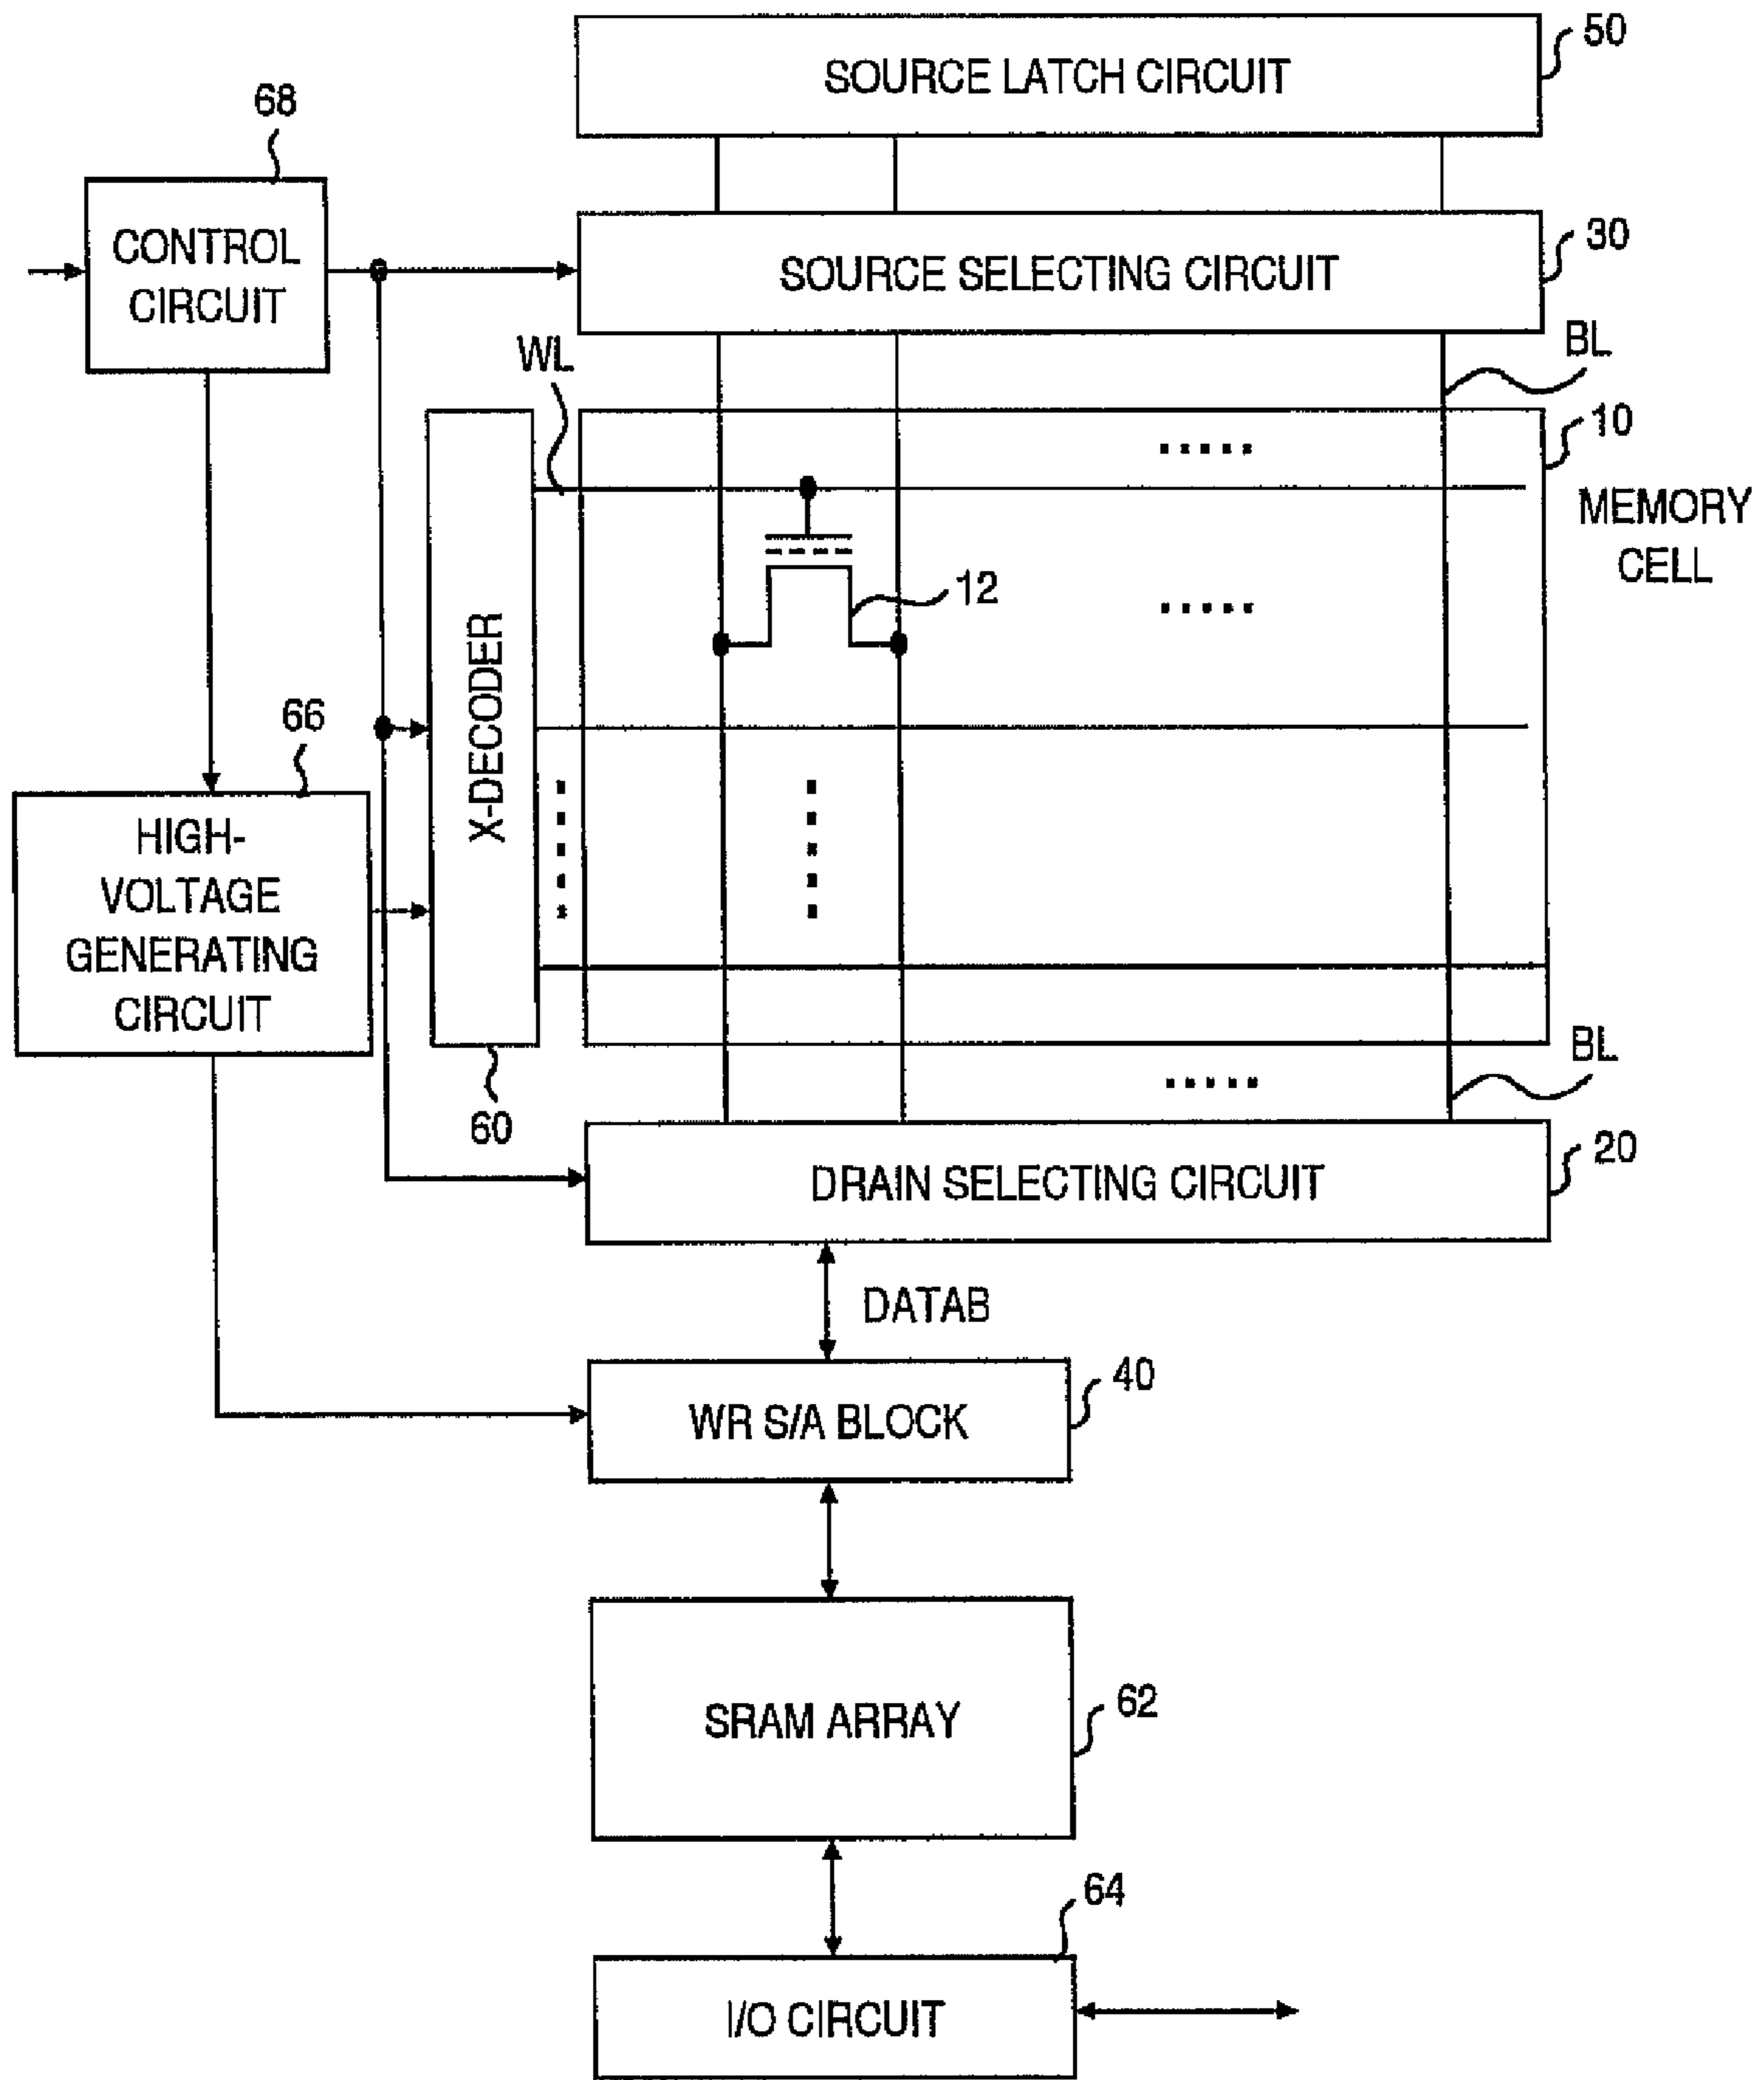 50
SOURCE LATCH CIRCUIT
68
CONTROL
CIRCUIT
30
SOURCE SELECTING CIRCUIT
WL
BL
10
MEMORY
CELL
12
X-DECODER
66
HIGH-
VOLTAGE
GENERATING
CIRCUIT
60
BL
20
DRAIN SELECTING CIRCUIT
DATAB
40
WR S/A BLOCK
SRAM ARRAY
62
64
I/O CIRCUIT